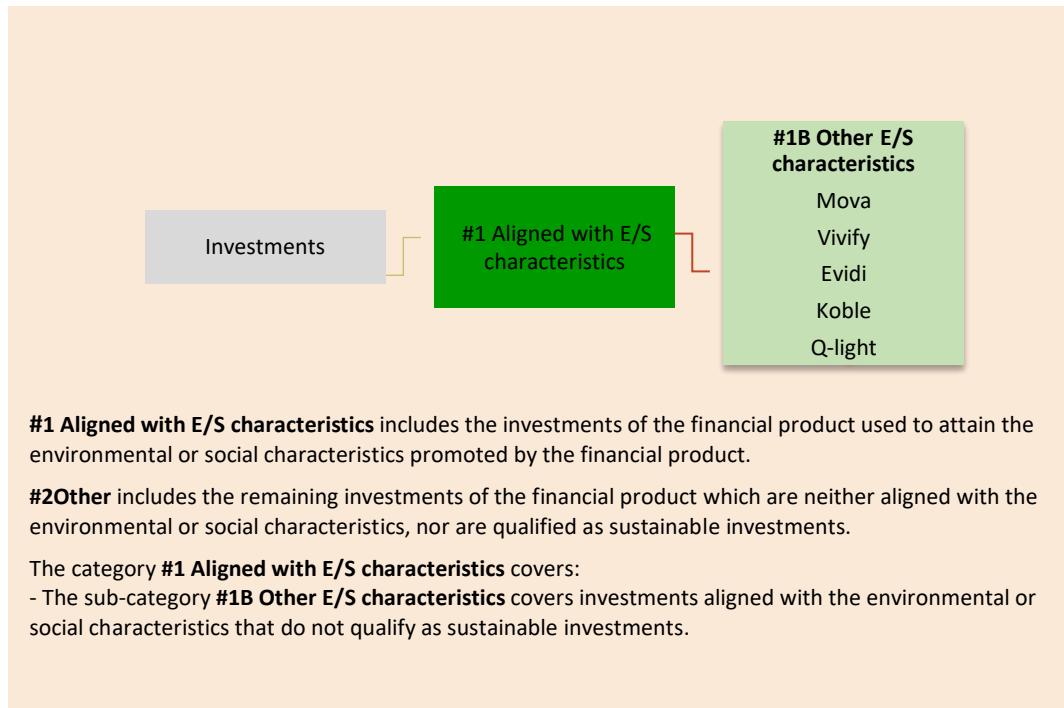 Investments
#1 Aligned with E/S
characteristics
#1B Other E/S
characteristics
Mova
Vivify
Evidi
Koble
Q-light
#1 Aligned with E/S characteristics includes the investments of the financial product used to attain the
environmental or social characteristics promoted by the financial product.
#2Other includes the remaining investments of the financial product which are neither aligned with the
environmental or social characteristics, nor are qualified as sustainable investments.
The category #1 Aligned with E/S characteristics covers:
- The sub-category #1B Other E/S characteristics covers investments aligned with the environmental or
social characteristics that do not qualify as sustainable investments.